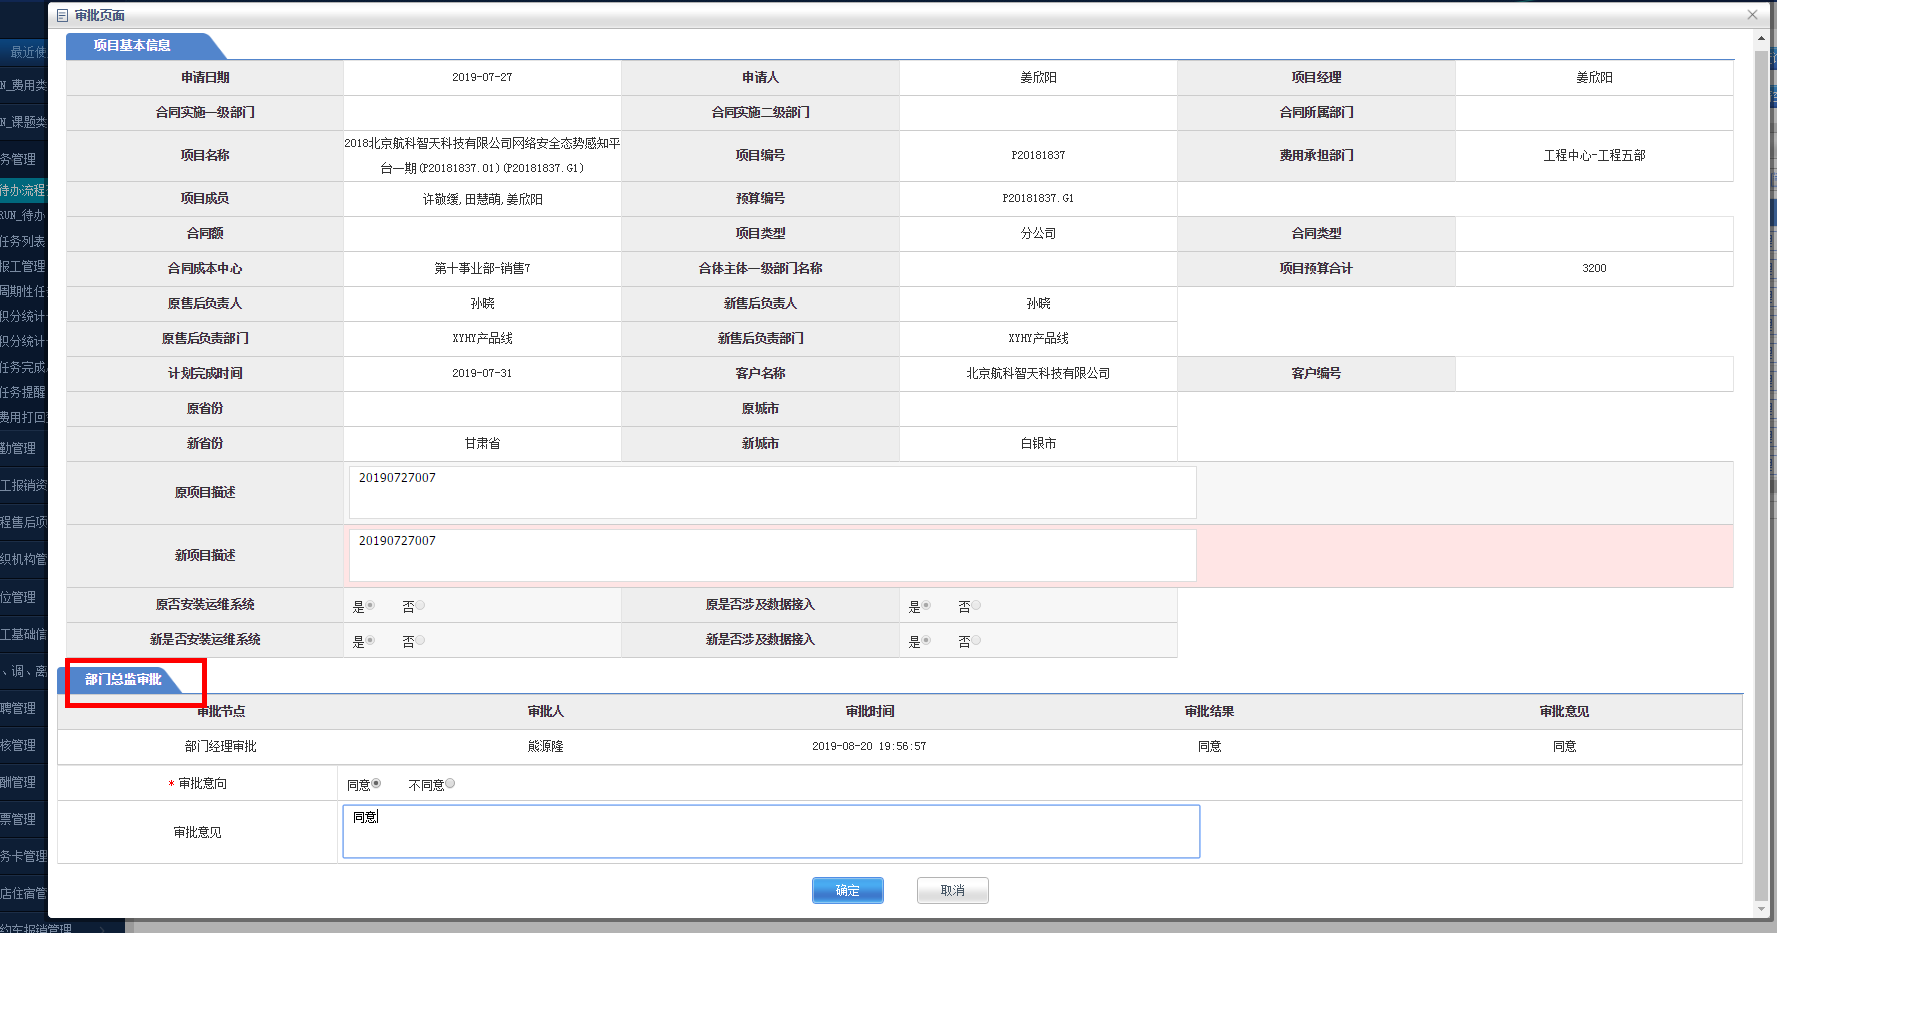 审批页面
项目基本信息
申请日期 2019-07-27 申请人 姜欣阳 项目经理 姜欣阳
合同实施一级部门 合同实施二级部门 合同所属部门
项目名称 2018北京航科智天科技有限公司网络安全态势感知平台一期(P20181837.01)(P20181837.G1) 项目编号 P20181837 费用承担部门 工程中心-工程五部
项目成员 许敬缓,田慧萌,姜欣阳 预算编号 P20181837.G1
合同额 项目类型 分公司 合同类型
合同成本中心 第十事业部-销售7 合体主体一级部门名称 项目预算合计 3200
原售后负责人 孙晓 新售后负责人 孙晓
原售后负责部门 XYHY产品线 新售后负责部门 XYHY产品线
计划完成时间 2019-07-31 客户名称 北京航科智天科技有限公司 客户编号
原省份 原城市
新省份 甘肃省 新城市 白银市
原项目描述 20190727007
新项目描述 20190727007
原否安装运维系统 是 否 原是否涉及数据接入 是 否
新是否安装运维系统 是 否 新是否涉及数据接入 是 否
部门总监审批
审批节点 审批人 审批时间 审批结果 审批意见
部门经理审批 熊源隆 2019-08-20 19:56:57 同意 同意
* 审批意向 同意 不同意
审批意见 同意
确定 取消
最近使
N_费用类
N_课题类
务管理
待办流程
RUN_待办
任务列表
报工管理
周期性任
积分统计
积分统计
任务完成
任务提醒
费用打回
勤管理
工报销资
程售后项
织机构管
位管理
工基础信
、调、离
聘管理
核管理
酬管理
票管理
务卡管理
店住宿管
约车报销管理